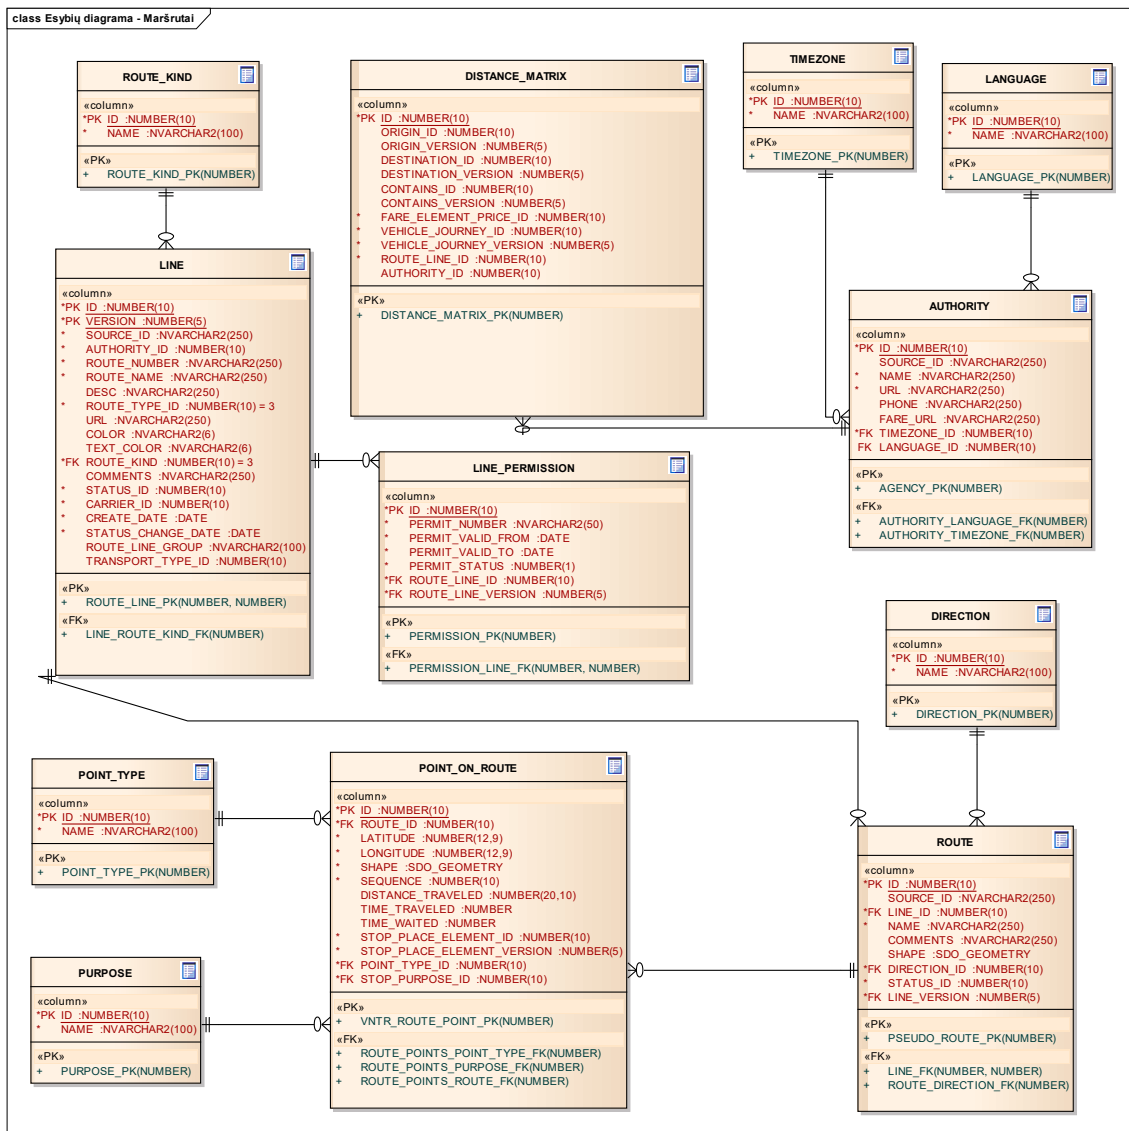 class Esybių diagrama - Maršrutai
ROUTE_KIND
«column»
*PK ID :NUMBER(10)
* NAME :NVARCHAR2(100)
«PK»
+ ROUTE_KIND_PK(NUMBER)
DISTANCE_MATRIX
«column»
*PK ID :NUMBER(10)
ORIGIN_ID :NUMBER(10)
ORIGIN_VERSION :NUMBER(5)
DESTINATION_ID :NUMBER(10)
DESTINATION_VERSION :NUMBER(5)
CONTAINS_ID :NUMBER(10)
CONTAINS_VERSION :NUMBER(5)
* FARE_ELEMENT_PRICE_ID :NUMBER(10)
* VEHICLE_JOURNEY_ID :NUMBER(10)
* VEHICLE_JOURNEY_VERSION :NUMBER(5)
* ROUTE_LINE_ID :NUMBER(10)
AUTHORITY_ID :NUMBER(10)
«PK»
+ DISTANCE_MATRIX_PK(NUMBER)
TIMEZONE
«column»
*PK ID :NUMBER(10)
* NAME :NVARCHAR2(100)
«PK»
+ TIMEZONE_PK(NUMBER)
LANGUAGE
«column»
*PK ID :NUMBER(10)
* NAME :NVARCHAR2(100)
«PK»
+ LANGUAGE_PK(NUMBER)
LINE
«column»
*PK ID :NUMBER(10)
*PK VERSION :NUMBER(5)
* SOURCE_ID :NVARCHAR2(250)
* AUTHORITY_ID :NUMBER(10)
* ROUTE_NUMBER :NVARCHAR2(250)
* ROUTE_NAME :NVARCHAR2(250)
DESC :NVARCHAR2(250)
* ROUTE_TYPE_ID :NUMBER(10) = 3
URL :NVARCHAR2(250)
COLOR :NVARCHAR2(6)
TEXT_COLOR :NVARCHAR2(6)
*FK ROUTE_KIND :NUMBER(10) = 3
COMMENTS :NVARCHAR2(250)
* STATUS_ID :NUMBER(10)
* CARRIER_ID :NUMBER(10)
* CREATE_DATE :DATE
* STATUS_CHANGE_DATE :DATE
ROUTE_LINE_GROUP :NVARCHAR2(100)
TRANSPORT_TYPE_ID :NUMBER(10)
«PK»
+ ROUTE_LINE_PK(NUMBER, NUMBER)
«FK»
+ LINE_ROUTE_KIND_FK(NUMBER)
AUTHORITY
«column»
*PK ID :NUMBER(10)
SOURCE_ID :NVARCHAR2(250)
* NAME :NVARCHAR2(250)
* URL :NVARCHAR2(250)
PHONE :NVARCHAR2(250)
FARE_URL :NVARCHAR2(250)
*FK TIMEZONE_ID :NUMBER(10)
FK LANGUAGE_ID :NUMBER(10)
«PK»
+ AGENCY_PK(NUMBER)
«FK»
+ AUTHORITY_LANGUAGE_FK(NUMBER)
+ AUTHORITY_TIMEZONE_FK(NUMBER)
LINE_PERMISSION
«column»
*PK ID :NUMBER(10)
* PERMIT_NUMBER :NVARCHAR2(50)
* PERMIT_VALID_FROM :DATE
* PERMIT_VALID_TO :DATE
* PERMIT_STATUS :NUMBER(1)
*FK ROUTE_LINE_ID :NUMBER(10)
*FK ROUTE_LINE_VERSION :NUMBER(5)
«PK»
+ PERMISSION_PK(NUMBER)
«FK»
+ PERMISSION_LINE_FK(NUMBER, NUMBER)
DIRECTION
«column»
*PK ID :NUMBER(10)
* NAME :NVARCHAR2(100)
«PK»
+ DIRECTION_PK(NUMBER)
POINT_TYPE
«column»
*PK ID :NUMBER(10)
* NAME :NVARCHAR2(100)
«PK»
+ POINT_TYPE_PK(NUMBER)
POINT_ON_ROUTE
«column»
*PK ID :NUMBER(10)
*FK ROUTE_ID :NUMBER(10)
* LATITUDE :NUMBER(12,9)
* LONGITUDE :NUMBER(12,9)
* SHAPE :SDO_GEOMETRY
* SEQUENCE :NUMBER(10)
DISTANCE_TRAVELED :NUMBER(20,10)
TIME_TRAVELED :NUMBER
TIME_WAITED :NUMBER
* STOP_PLACE_ELEMENT_ID :NUMBER(10)
* STOP_PLACE_ELEMENT_VERSION :NUMBER(5)
*FK POINT_TYPE_ID :NUMBER(10)
*FK STOP_PURPOSE_ID :NUMBER(10)
«PK»
+ VNTR_ROUTE_POINT_PK(NUMBER)
«FK»
+ ROUTE_POINTS_POINT_TYPE_FK(NUMBER)
+ ROUTE_POINTS_PURPOSE_FK(NUMBER)
+ ROUTE_POINTS_ROUTE_FK(NUMBER)
ROUTE
«column»
*PK ID :NUMBER(10)
SOURCE_ID :NVARCHAR2(250)
*FK LINE_ID :NUMBER(10)
* NAME :NVARCHAR2(250)
COMMENTS :NVARCHAR2(250)
SHAPE :SDO_GEOMETRY
*FK DIRECTION_ID :NUMBER(10)
* STATUS_ID :NUMBER(10)
*FK LINE_VERSION :NUMBER(5)
«PK»
+ PSEUDO_ROUTE_PK(NUMBER)
«FK»
+ LINE_FK(NUMBER, NUMBER)
+ ROUTE_DIRECTION_FK(NUMBER)
PURPOSE
«column»
*PK ID :NUMBER(10)
* NAME :NVARCHAR2(100)
«PK»
+ PURPOSE_PK(NUMBER)